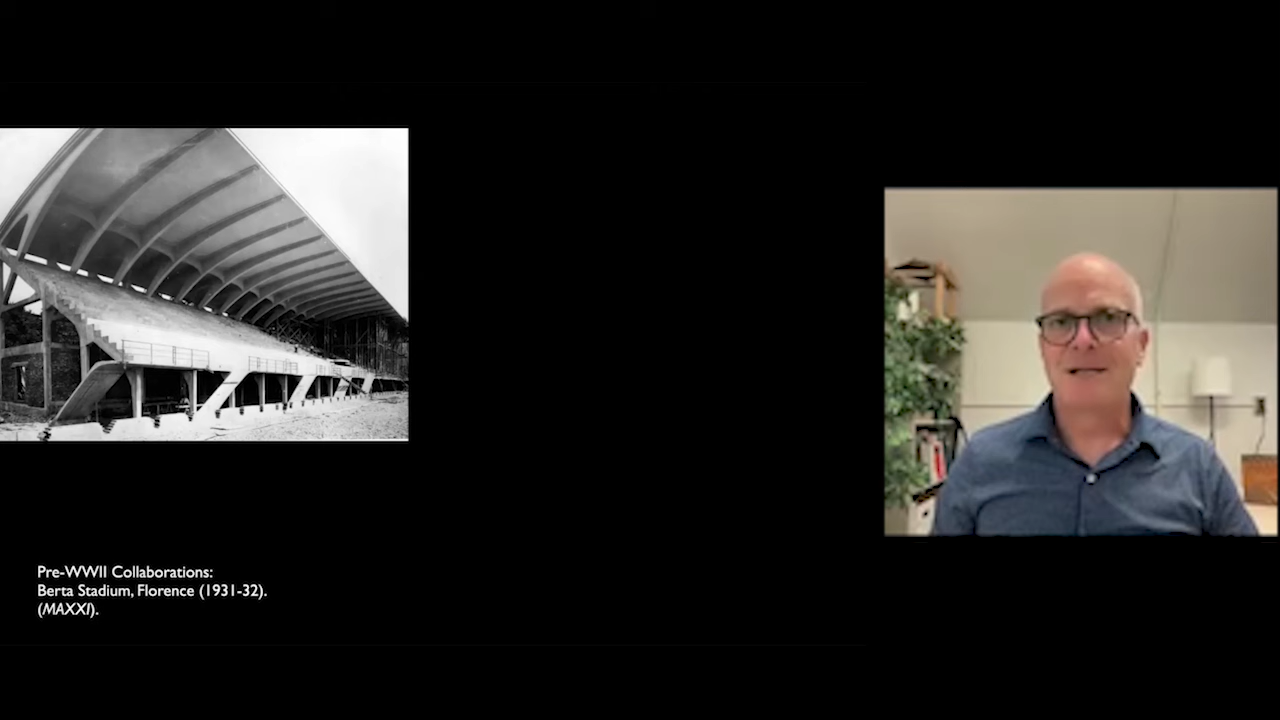 Pre-WWII Collaborations:
Berta Stadium, Florence (1931-32).
(MAXXI).